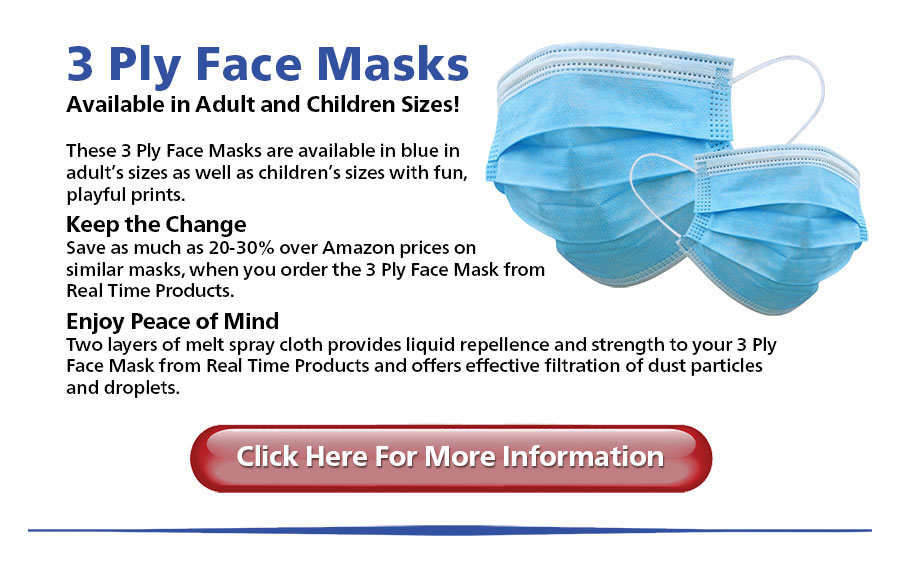 3 Ply Face Masks
Available in Adult and Children Sizes!
These 3 Ply Face Masks are available in blue in
adult’s sizes as well as children’s sizes with fun,
playful prints.
Keep the Change
Save as much as 20-30% over Amazon prices on
similar masks, when you order the 3 Ply Face Mask from
Real Time Products.
Enjoy Peace of Mind
Two layers of melt spray cloth provides liquid repellence and strength to your 3 Ply
Face Mask from Real Time Products and offers effective filtration of dust particles
and droplets.
Click Here For More Information